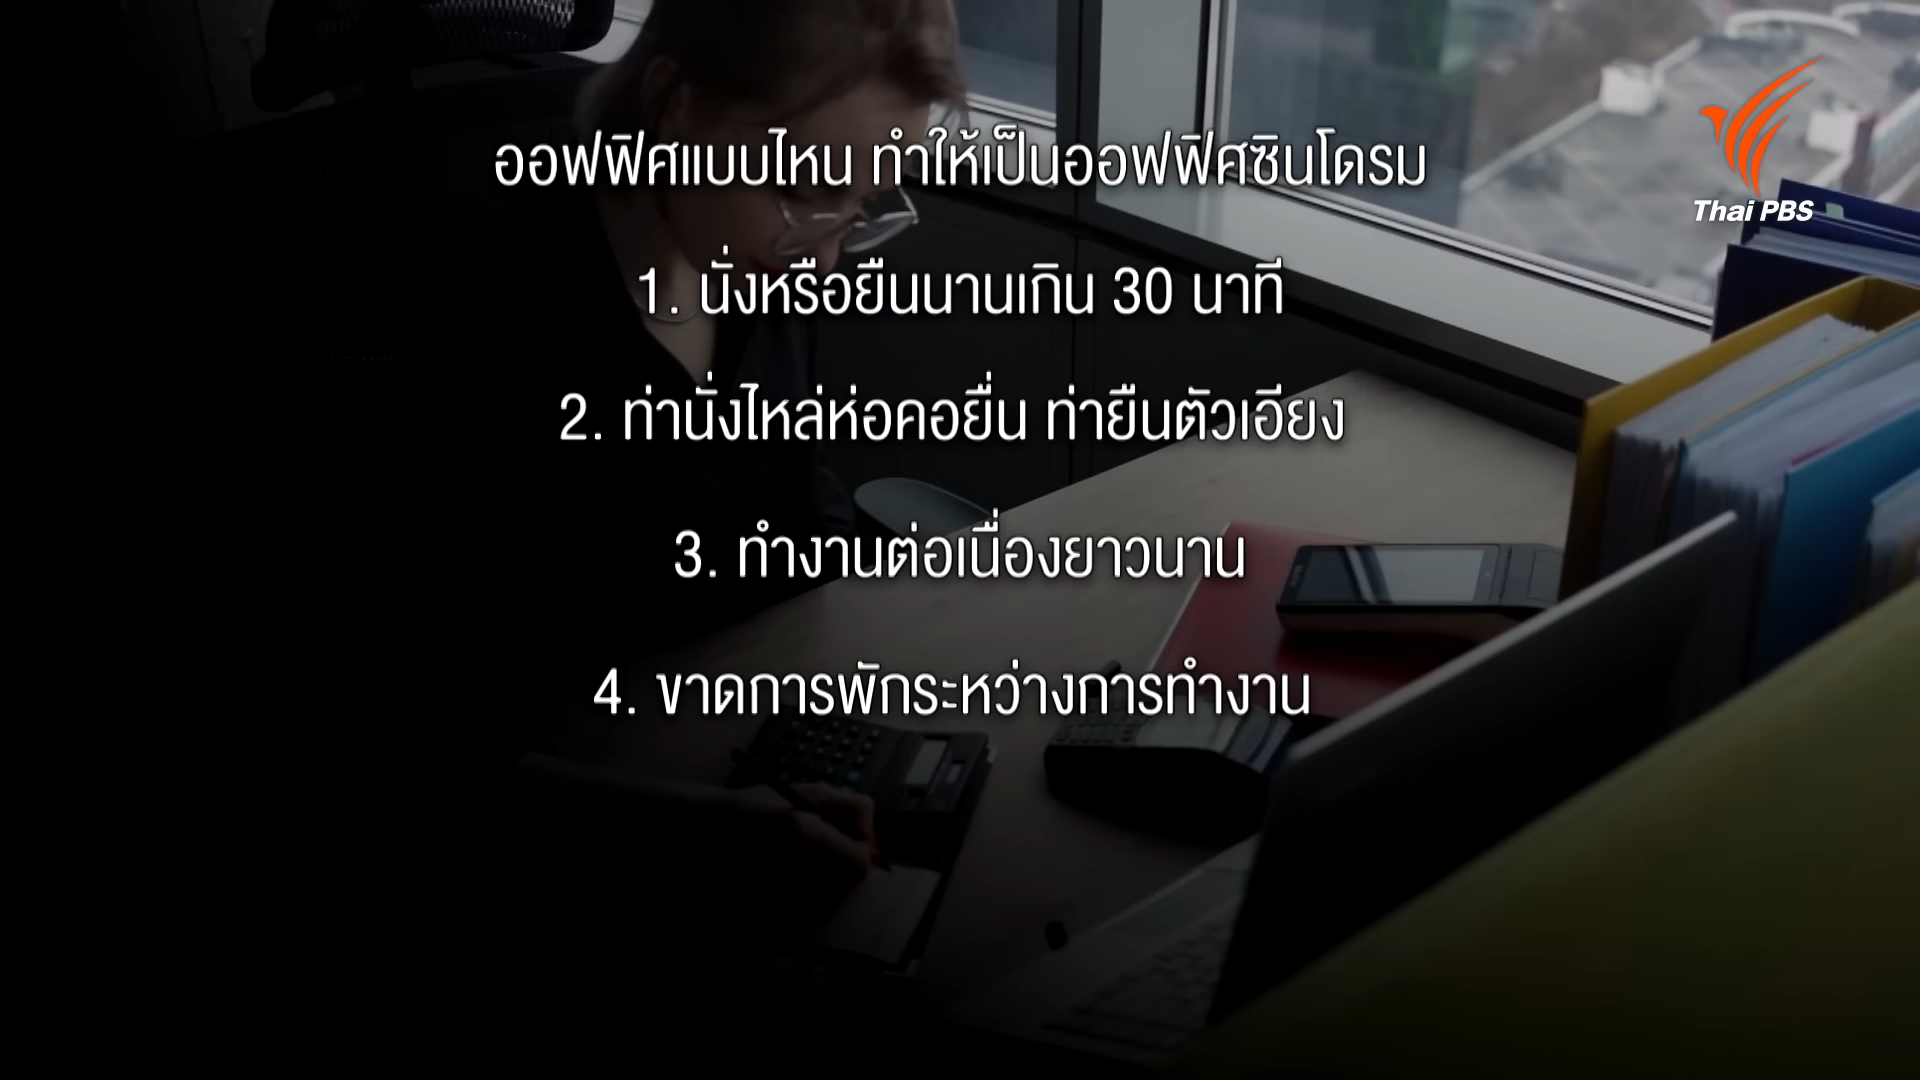 ออฟฟิศแบบไหน ทำให้เป็นออฟฟิศซินโดรม
Thai PBS
1. นั่งหรือยืนนานเกิน 30 นาที
2. ท่านั่งไหล่ห่อคอยื่น ท่ายืนตัวเอียง
3. ทำงานต่อเนื่องยาวนาน
4. ขาดการพักระหว่างการทำงาน